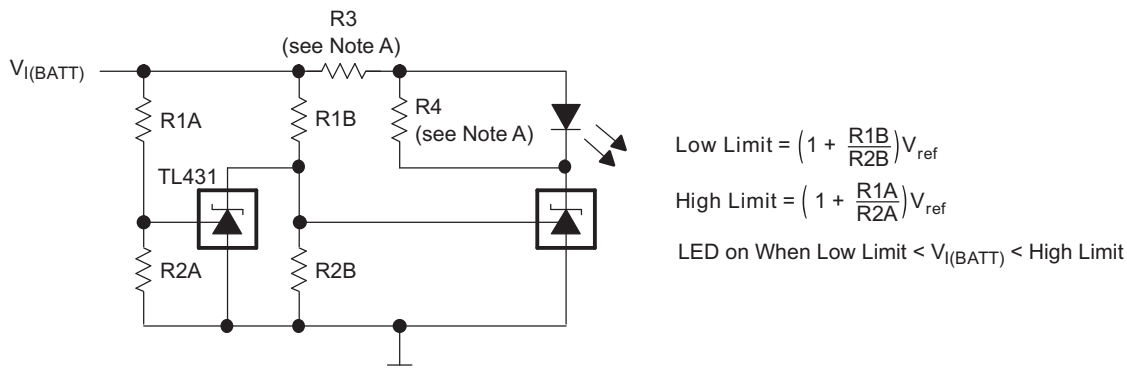 R3
(see Note A)
V_I(BATT)
R1A
R1B
R4
(see Note A)
TL431
R2A
R2B
Low Limit = (1 + R1B/R2B)V_ref
High Limit = (1 + R1A/R2A)V_ref
LED on When Low Limit < V_I(BATT) < High Limit